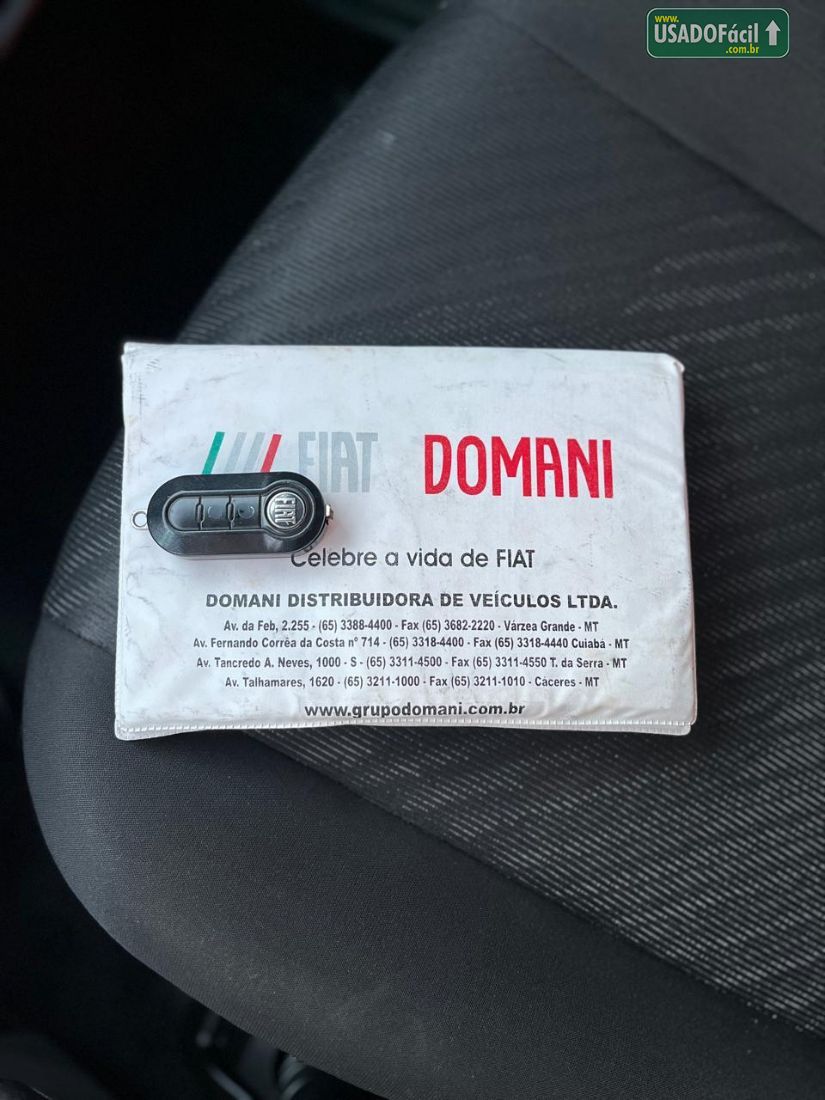 www.
USADOFácil
.com.br
FIAT DOMANI
FIAT
Celebre a vida de FIAT
DOMANI DISTRIBUIDORA DE VEÍCULOS LTDA.
Av. da Feb, 2.255 - (65) 3388-4400 - Fax (65) 3682-2220 - Várzea Grande - MT
Av. Fernando Corrêa da Costa nº 714 - (65) 3318-4400 - Fax (65) 3318-4440 Cuiabá - MT
Av. Tancredo A. Neves, 1000 - S - (65) 3311-4500 - Fax (65) 3311-4550 T. da Serra - MT
Av. Talhamares, 1620 - (65) 3211-1000 - Fax (65) 3211-1010 - Cáceres - MT
www.grupodomani.com.br